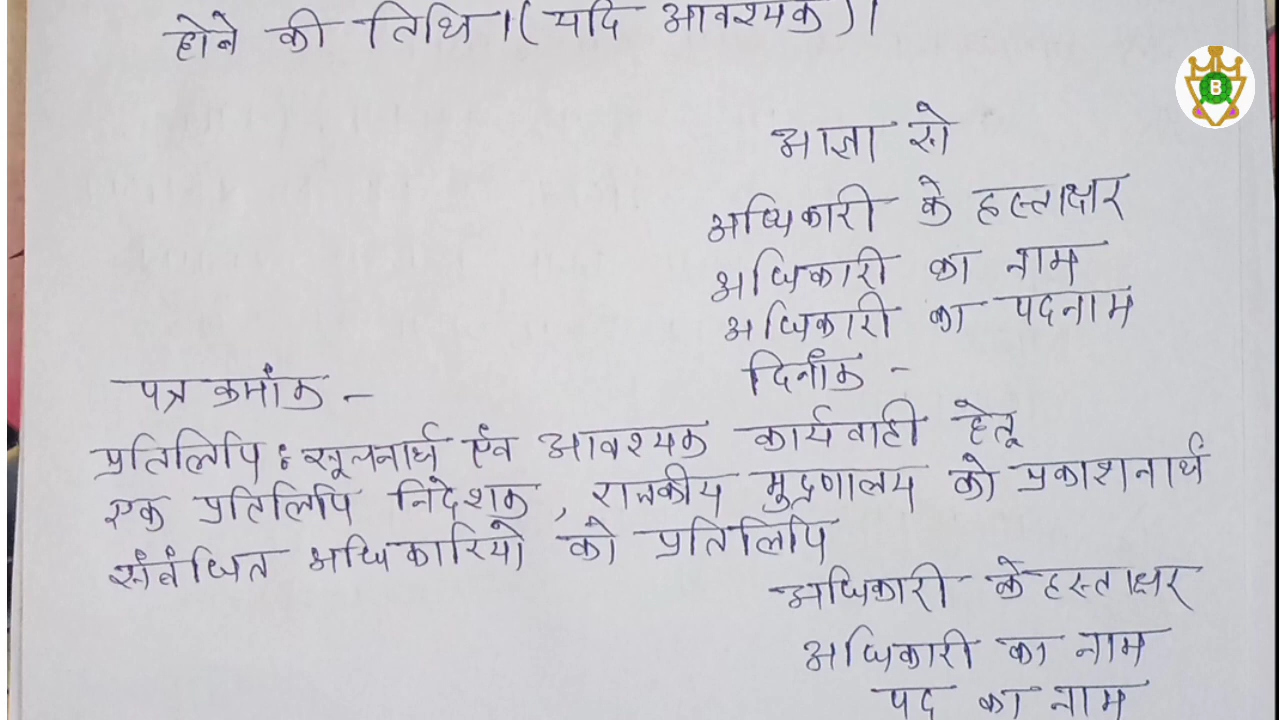 होने की तिथि।(यदि आवश्यक)।
B
आज्ञा से
अधिकारी के हस्ताक्षर
अधिकारी का नाम
अधिकारी का पदनाम
पत्र क्रमांक - दिनांक -
प्रतिलिपि : सूचनार्थ एंव आवश्यक कार्यवाही हेतू
एक प्रतिलिपि निदेशक, राजकीय मुद्रणालय को प्रकाशनार्थ
संबंधित अधिकारियो को प्रतिलिपि
अधिकारी के हस्ताक्षर
अधिकारी का नाम
पद का नाम